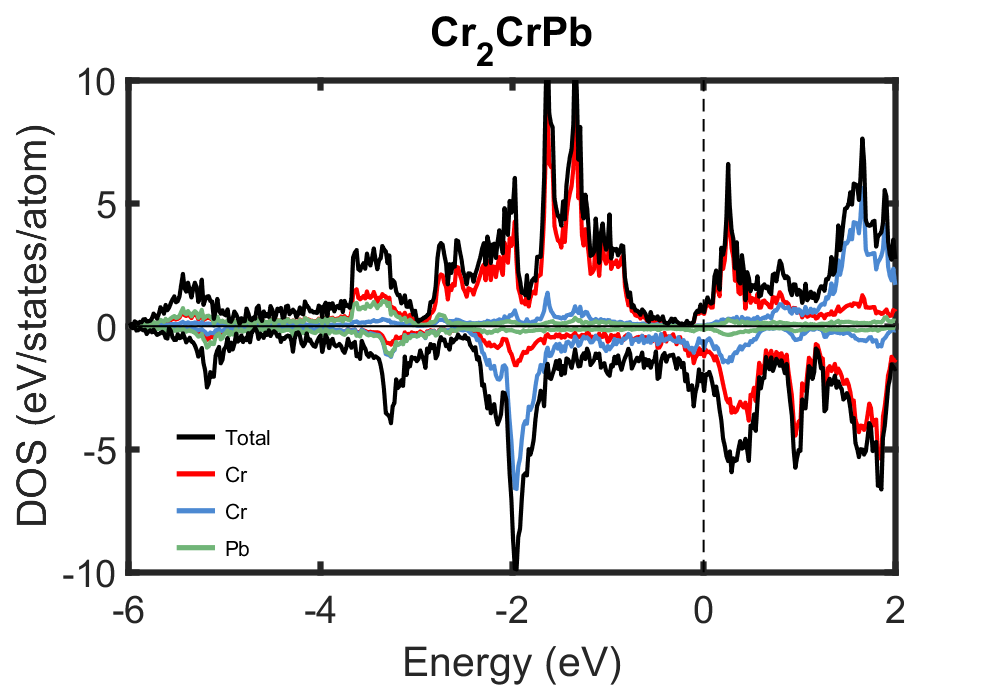 Cr2CrPb
DOS (eV/states/atom)
10
5
0
-5
-10
Total
Cr
Cr
Pb
-6 -4 -2 0 2
Energy (eV)